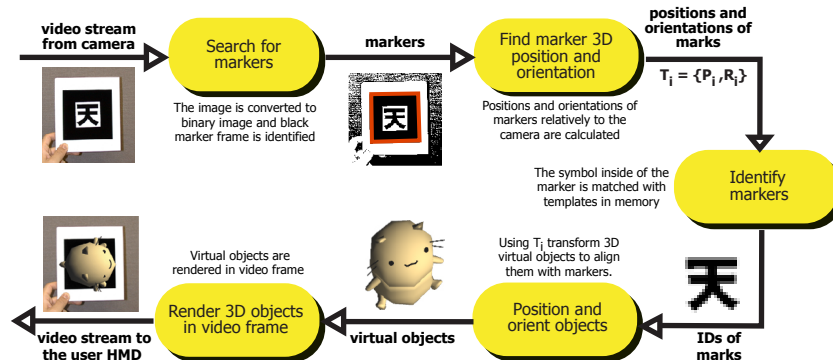 video stream
from camera
Search for
markers
markers
Find marker 3D
position and
orientation
positions and
orientations of
marks
Tᵢ = {Pᵢ ,Rᵢ}
天
The image is converted to
binary image and black
marker frame is identified
天
Positions and orientations of
markers relatively to the
camera are calculated
The symbol inside of the
marker is matched with
templates in memory
Identify
markers
Virtual objects are
rendered in video frame
Using Tᵢ transform 3D
virtual objects to align
them with markers.
天
Render 3D objects
in video frame
Position and
orient objects
video stream to
the user HMD
virtual objects
IDs of
marks